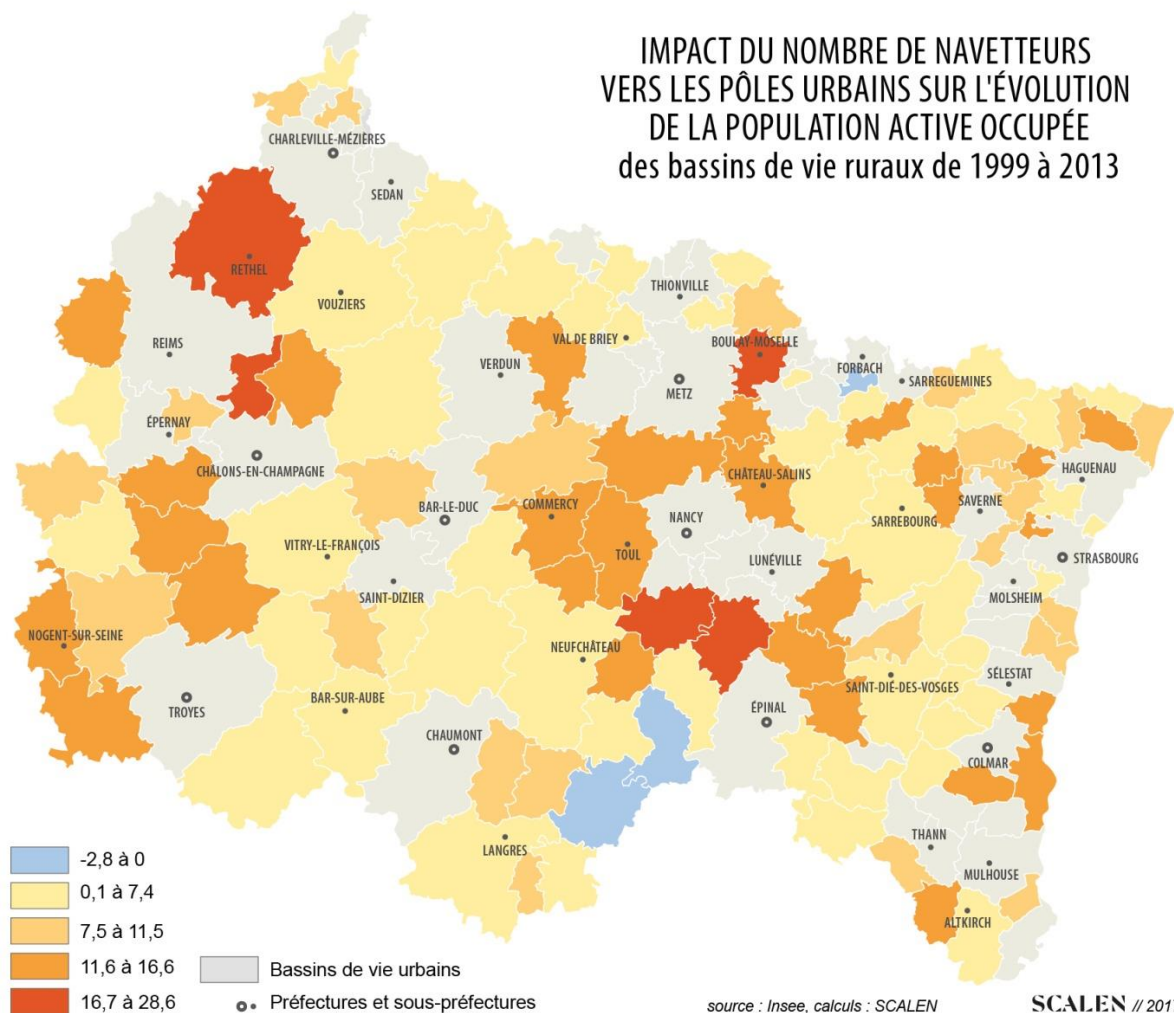 IMPACT DU NOMBRE DE NAVETTEURS
VERS LES PÔLES URBAINS SUR L'ÉVOLUTION
DE LA POPULATION ACTIVE OCCUPÉE
des bassins de vie ruraux de 1999 à 2013
CHARLEVILLE-MÉZIÈRES
SEDAN
RETHEL
VOUZIERS
THIONVILLE
REIMS
VERDUN
VAL DE BRIEY
BOULAY-MOSELLE
FORBACH
METZ
SARREGUEMINES
ÉPERNAY
CHÂLONS-EN-CHAMPAGNE
CHÂTEAU-SALINS
HAGUENAU
BAR-LE-DUC
COMMERCY
SAVERNE
SARREBOURG
NANCY
VITRY-LE-FRANÇOIS
TOUL
STRASBOURG
LUNÉVILLE
SAINT-DIZIER
MOLSHEIM
NOGENT-SUR-SEINE
NEUFCHÂTEAU
SÉLESTAT
SAINT-DIÉ-DES-VOSGES
BAR-SUR-AUBE
TROYES
ÉPINAL
CHAUMONT
COLMAR
THANN
LANGRES
MULHOUSE
ALTKIRCH
-2,8 à 0
0,1 à 7,4
7,5 à 11,5
11,6 à 16,6
16,7 à 28,6
Bassins de vie urbains
Préfectures et sous-préfectures
source : Insee, calculs : SCALEN
SCALEN // 201